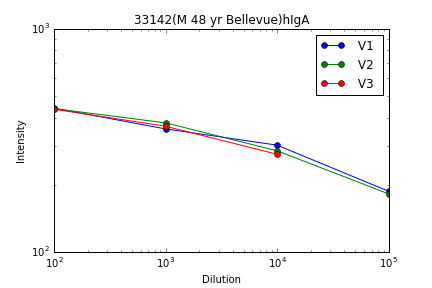 33142(M 48 yr Bellevue)hIgA
10³
V1
V2
V3
Intensity
10²
10² 10³ 10⁴ 10⁵
Dilution